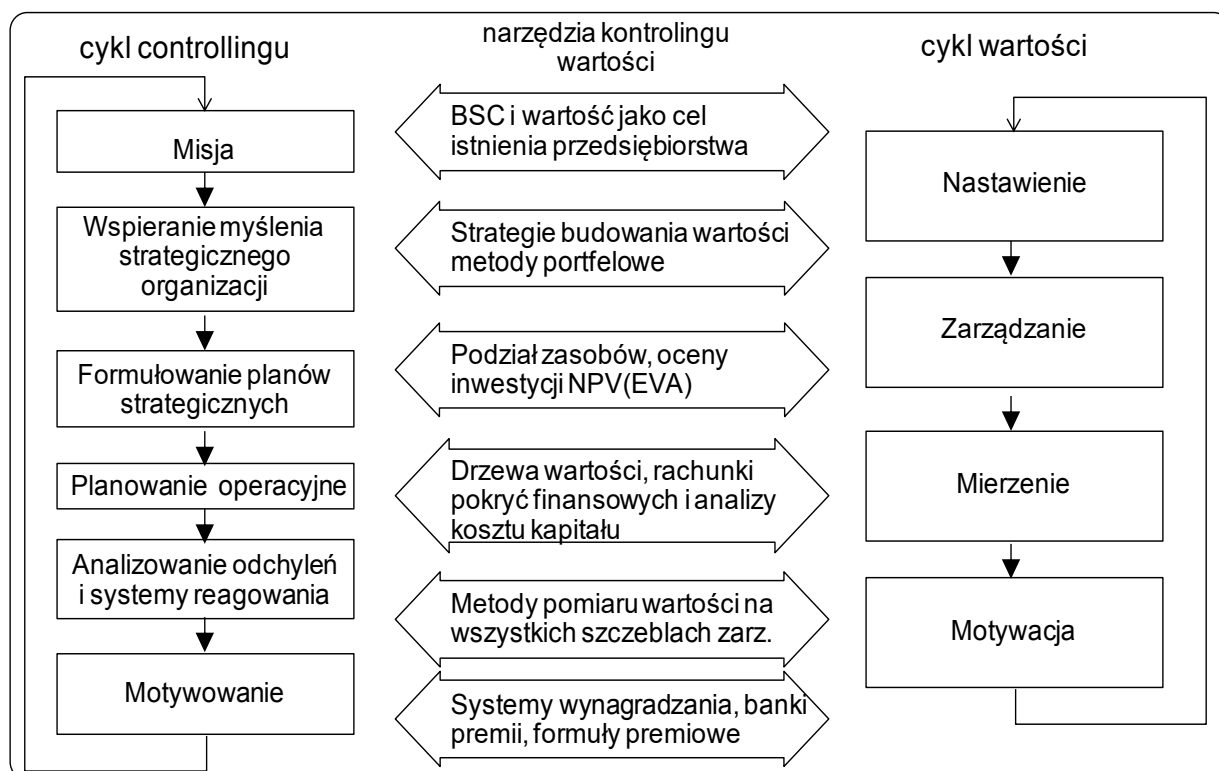 cykl controllingu
narzędzia kontrolingu
wartości
cykl wartości
Misja
Wspieranie myślenia
strategicznego
organizacji
Formułowanie planów
strategicznych
Planowanie operacyjne
Analizowanie odchyleń
i systemy reagowania
Motywowanie
BSC i wartość jako cel
istnienia przedsiębiorstwa
Strategie budowania wartości
metody portfelowe
Podział zasobów, oceny
inwestycji NPV(EVA)
Drzewa wartości, rachunki
pokryć finansowych i analizy
kosztu kapitału
Metody pomiaru wartości na
wszystkich szczeblach zarz.
Systemy wynagradzania, banki
premii, formuły premiowe
Nastawienie
Zarządzanie
Mierzenie
Motywacja